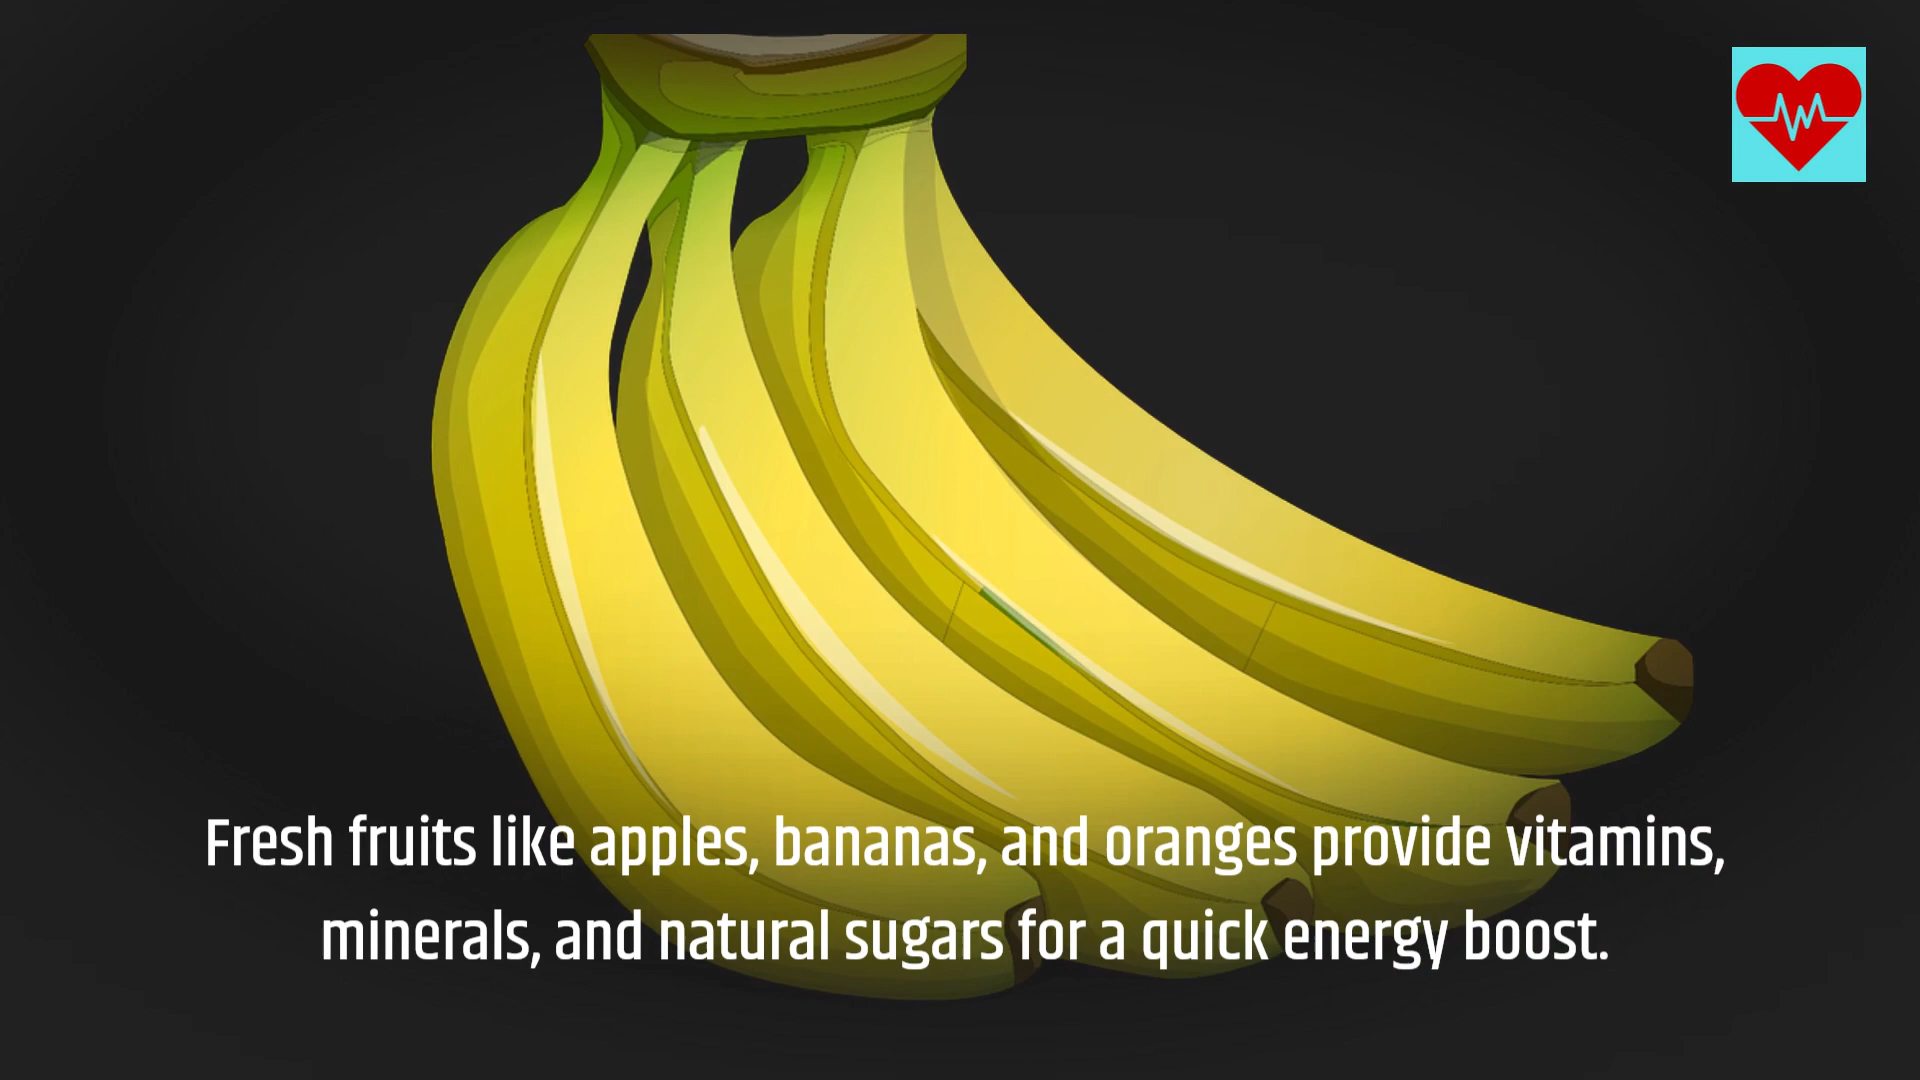 Fresh fruits like apples, bananas, and oranges provide vitamins,
minerals, and natural sugars for a quick energy boost.